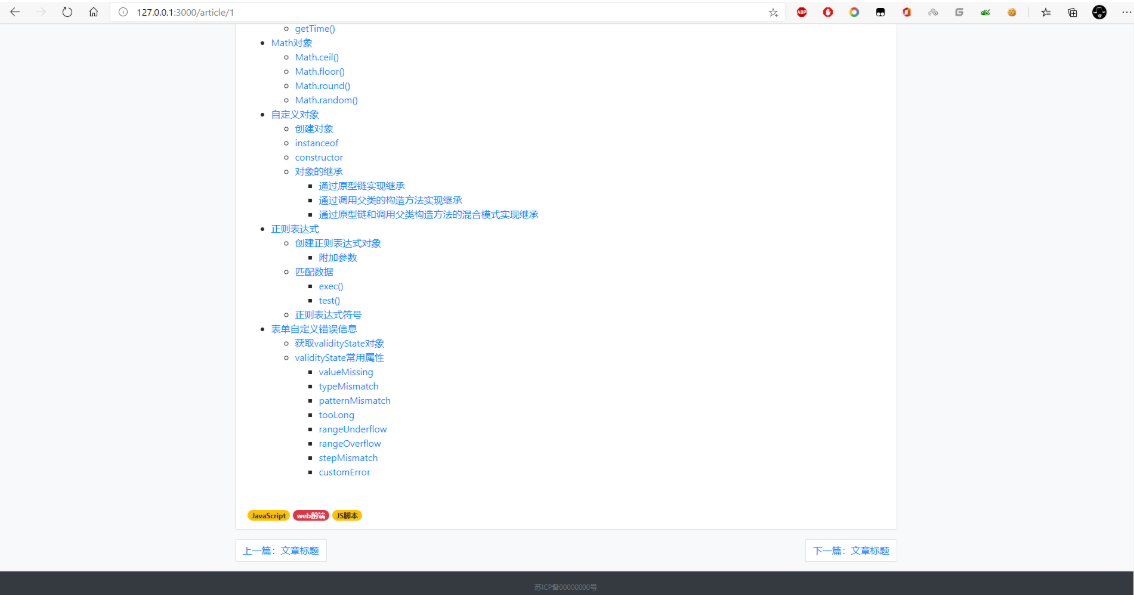 127.0.0.1:3000/article/1
getTime()
Math对象
Math.ceil()
Math.floor()
Math.round()
Math.random()
自定义对象
创建对象
instanceof
constructor
对象的继承
通过原型链实现继承
通过调用父类的构造方法实现继承
通过原型链和调用父类构造方法的混合模式实现继承
正则表达式
创建正则表达式对象
附加参数
匹配数据
exec()
test()
正则表达式符号
表单自定义错误信息
获取validityState对象
validityState常用属性
valueMissing
typeMismatch
patternMismatch
tooLong
rangeUnderflow
rangeOverflow
stepMismatch
customError
JavaScript web前端 JS脚本
上一篇：文章标题 下一篇：文章标题
苏ICP备00000000号